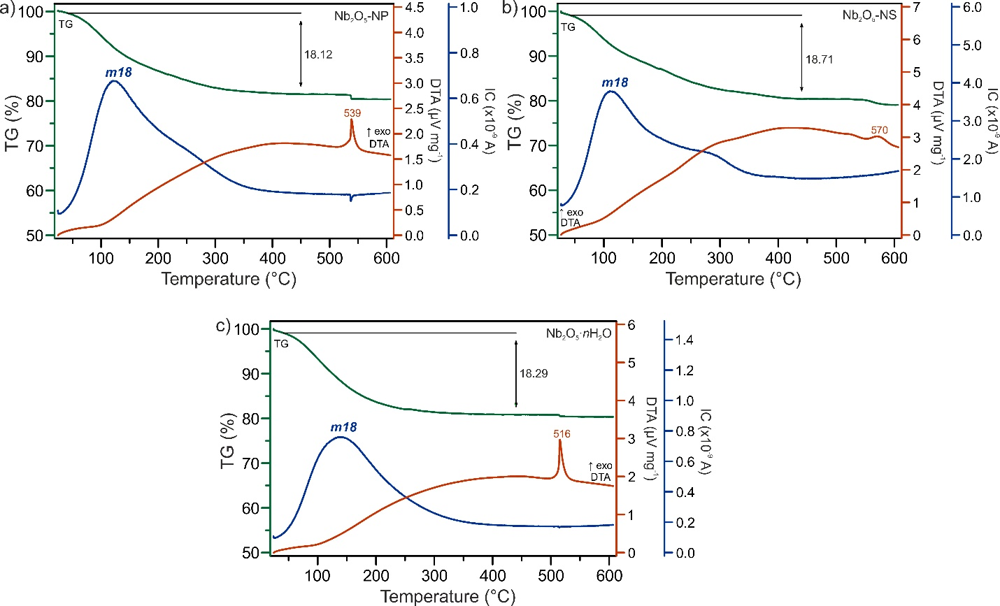 a)
Nb₂O₅-NP
TG
18.12
m18
539
↑ exo
DTA
100
90
80
70
60
50
TG (%)
100 200 300 400 500 600
Temperature (°C)
4.5
4.0
3.5
3.0
2.5
2.0
1.5
1.0
0.5
0.0
DTA (µV mg⁻¹)
1.0
0.8
0.6
0.4
0.2
0.0
IC (x10⁻⁹ A)
b)
Nb₂O₅-NS
TG
18.71
m18
570
↑ exo
DTA
100
90
80
70
60
50
TG (%)
100 200 300 400 500 600
Temperature (°C)
7
6
5
4
3
2
1
0
DTA (µV mg⁻¹)
6.0
5.0
4.0
3.0
2.0
1.0
0.0
IC (x10⁻⁹ A)
c)
Nb₂O₅·nH₂O
TG
18.29
m18
516
↑ exo
DTA
100
90
80
70
60
50
TG (%)
100 200 300 400 500 600
Temperature (°C)
6
5
4
3
2
1
0
DTA (µV mg⁻¹)
1.4
1.2
1.0
0.8
0.6
0.4
0.2
0.0
IC (x10⁻⁹ A)